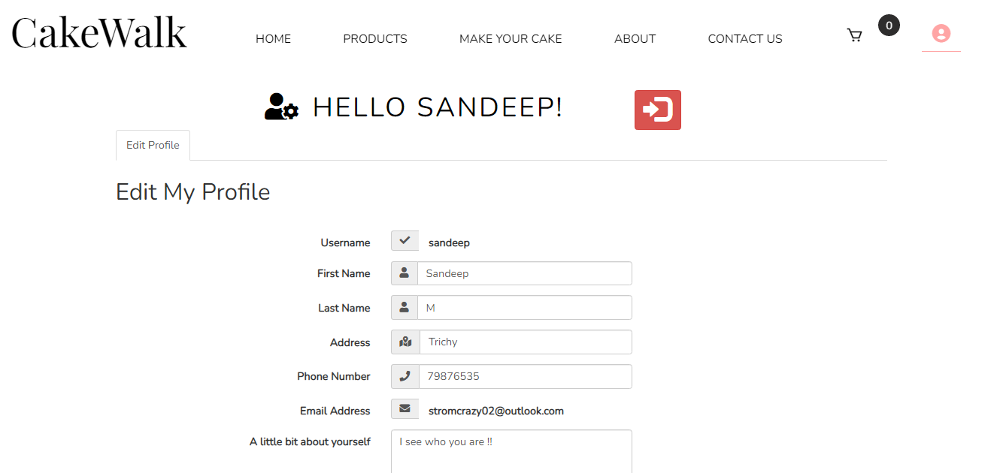 CakeWalk
HOME PRODUCTS MAKE YOUR CAKE ABOUT CONTACT US 0
HELLO SANDEEP!
Edit Profile
Edit My Profile
Username sandeep
First Name Sandeep
Last Name M
Address Trichy
Phone Number 79876535
Email Address stromcrazy02@outlook.com
A little bit about yourself I see who you are !!